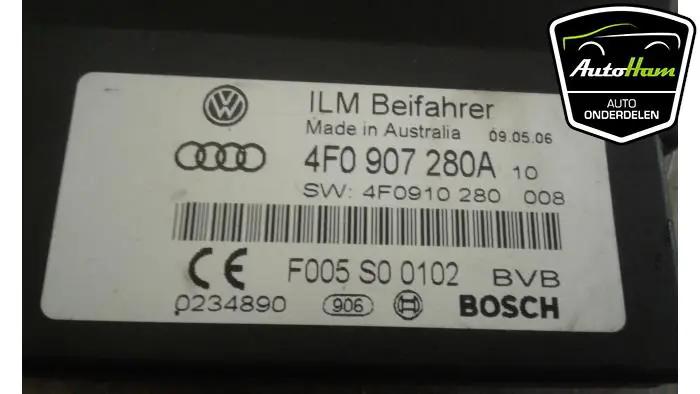 ILM Beifahrer
Made in Australia 09.05.06
4F0 907 280A 10
SW: 4F0910 280 008
CE F005 S0 0102 BVB
0234890 906 BOSCH
AutoHam
AUTO
ONDERDELEN